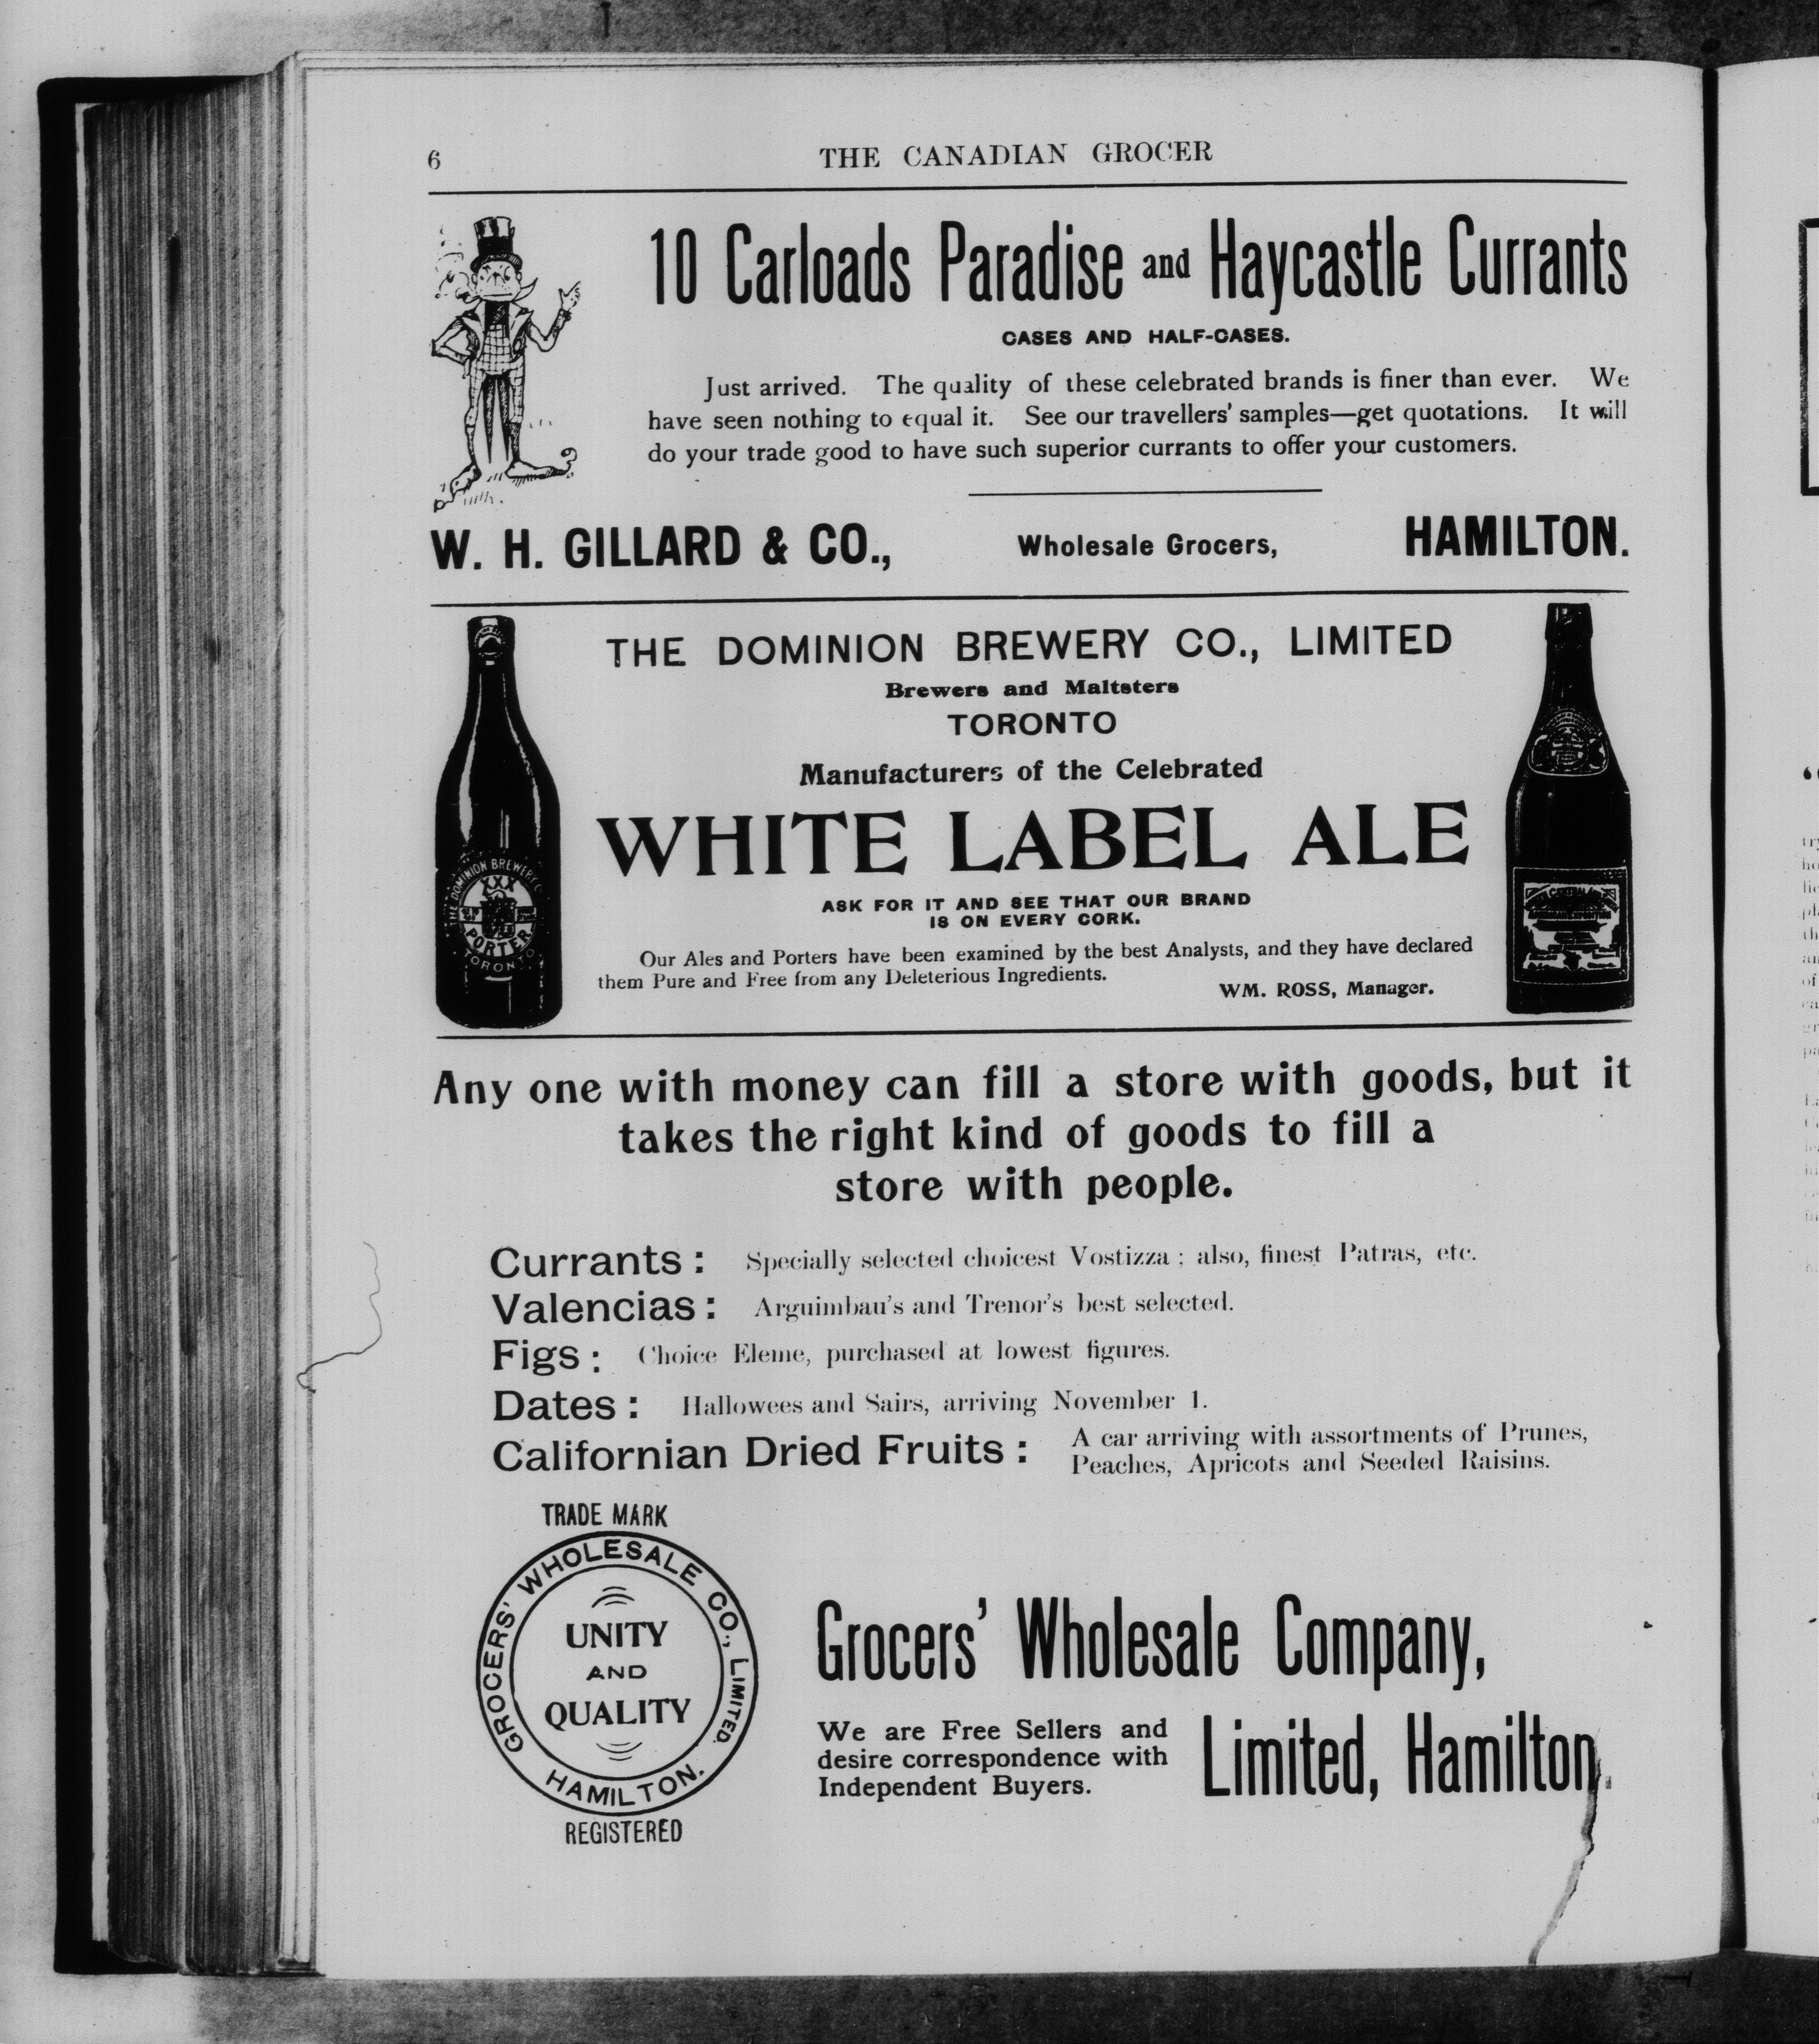 6
THE CANADIAN GROCER
10 Carloads Paradise and Haycastle Currants
CASES AND HALF-CASES.
Just arrived. The quality of these celebrated brands is finer than ever. We
have seen nothing to equal it. See our travellers' samples—get quotations. It will
do your trade good to have such superior currants to offer your customers.
W. H. GILLARD & CO., Wholesale Grocers, HAMILTON.
THE DOMINION BREWERY CO., LIMITED
Brewers and Maltsters
TORONTO
Manufacturers of the Celebrated
WHITE LABEL ALE
ASK FOR IT AND SEE THAT OUR BRAND
IS ON EVERY CORK.
Our Ales and Porters have been examined by the best Analysts, and they have declared
them Pure and Free from any Deleterious Ingredients.
WM. ROSS, Manager.
THE DOMINION BREWERY CO
XXX
PORTER
TORONTO
Any one with money can fill a store with goods, but it
takes the right kind of goods to fill a
store with people.
Currants: Specially selected choicest Vostizza; also, finest Patras, etc.
Valencias: Arguimbau's and Trenor's best selected.
Figs: Choice Eleme, purchased at lowest figures.
Dates: Hallowees and Sairs, arriving November 1.
Californian Dried Fruits: A car arriving with assortments of Prunes,
Peaches, Apricots and Seeded Raisins.
TRADE MARK
GROCERS' WHOLESALE CO., LIMITED.
UNITY
AND
QUALITY
HAMILTON.
REGISTERED
Grocers' Wholesale Company,
Limited, Hamilton.
We are Free Sellers and
desire correspondence with
Independent Buyers.